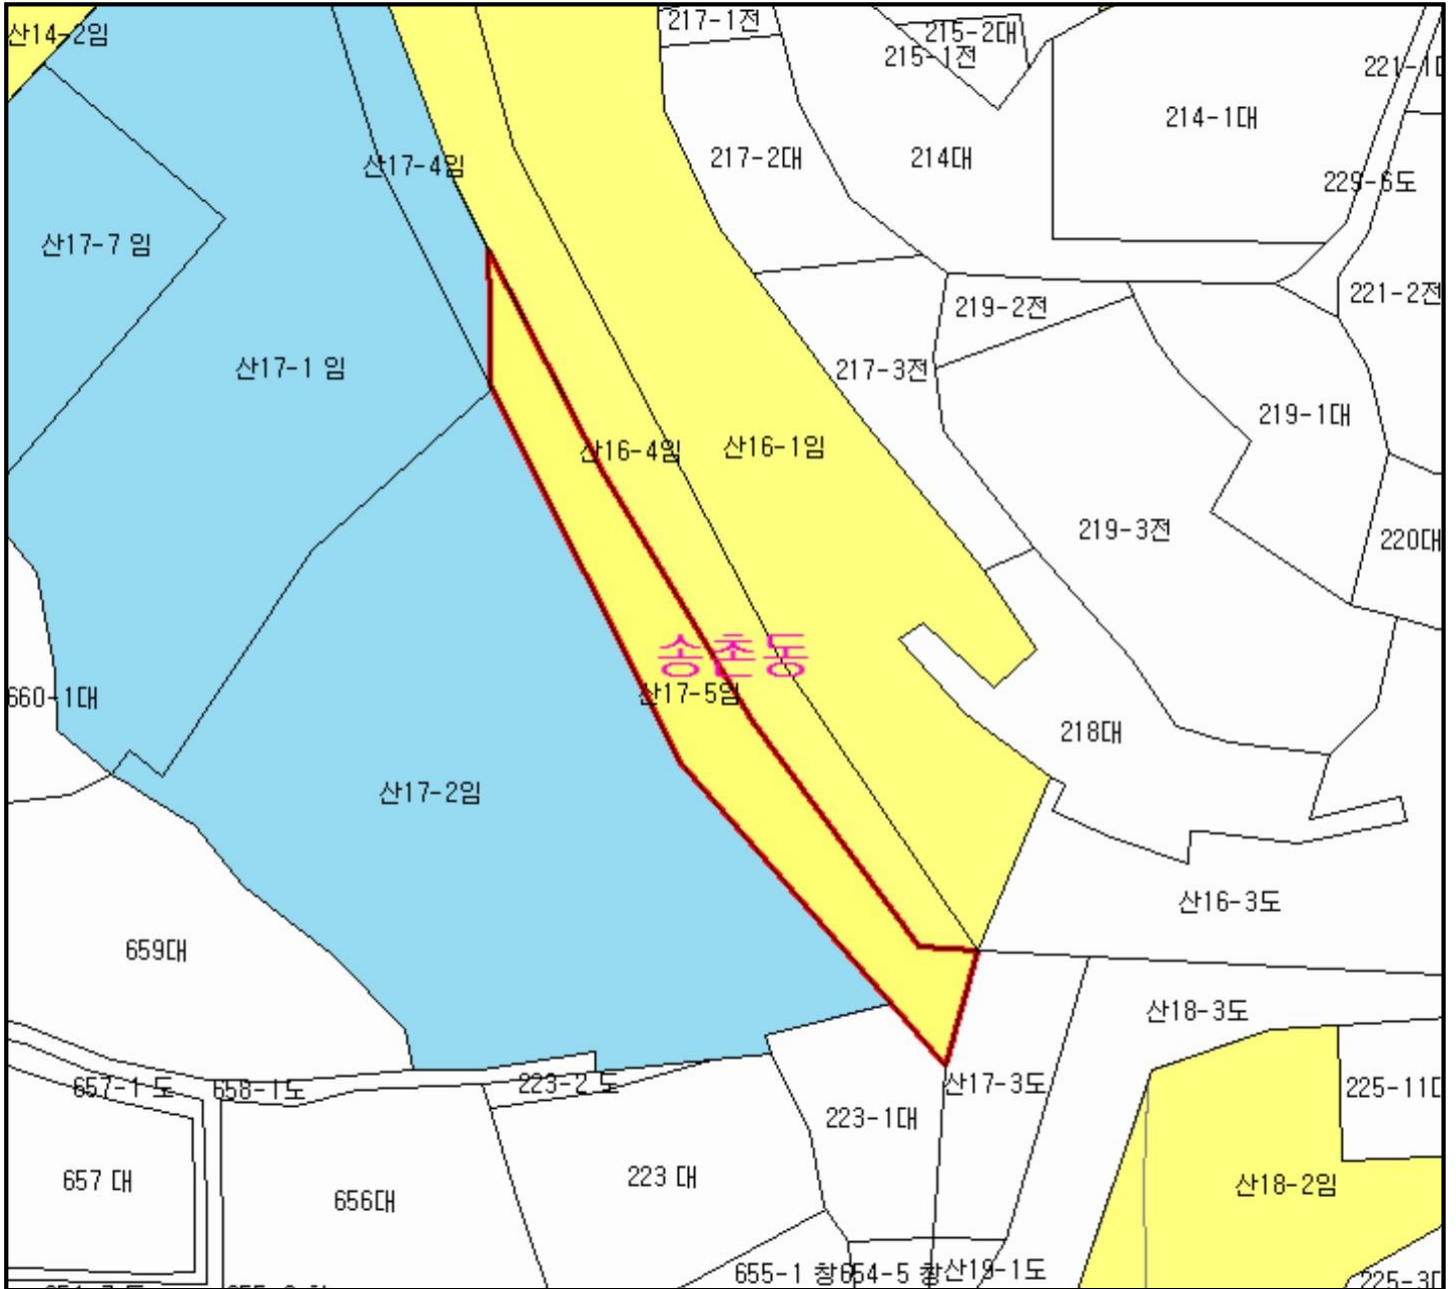 산14-2임
217-1전
215-2대
215-1전
214-1대
산17-4임
217-2대
214대
229-6도
산17-7 임
219-2전
221-2전
산17-1 임
217-3전
219-1대
산16-4임
산16-1임
219-3전
220대
송촌동
산17-5임
660-1대
218대
산17-2임
산16-3도
659대
산18-3도
657-1 도
658-1도
223-2 도
산17-3도
223-1대
657 대
656대
223 대
산18-2임
655-1 창
654-5 창
산19-1도